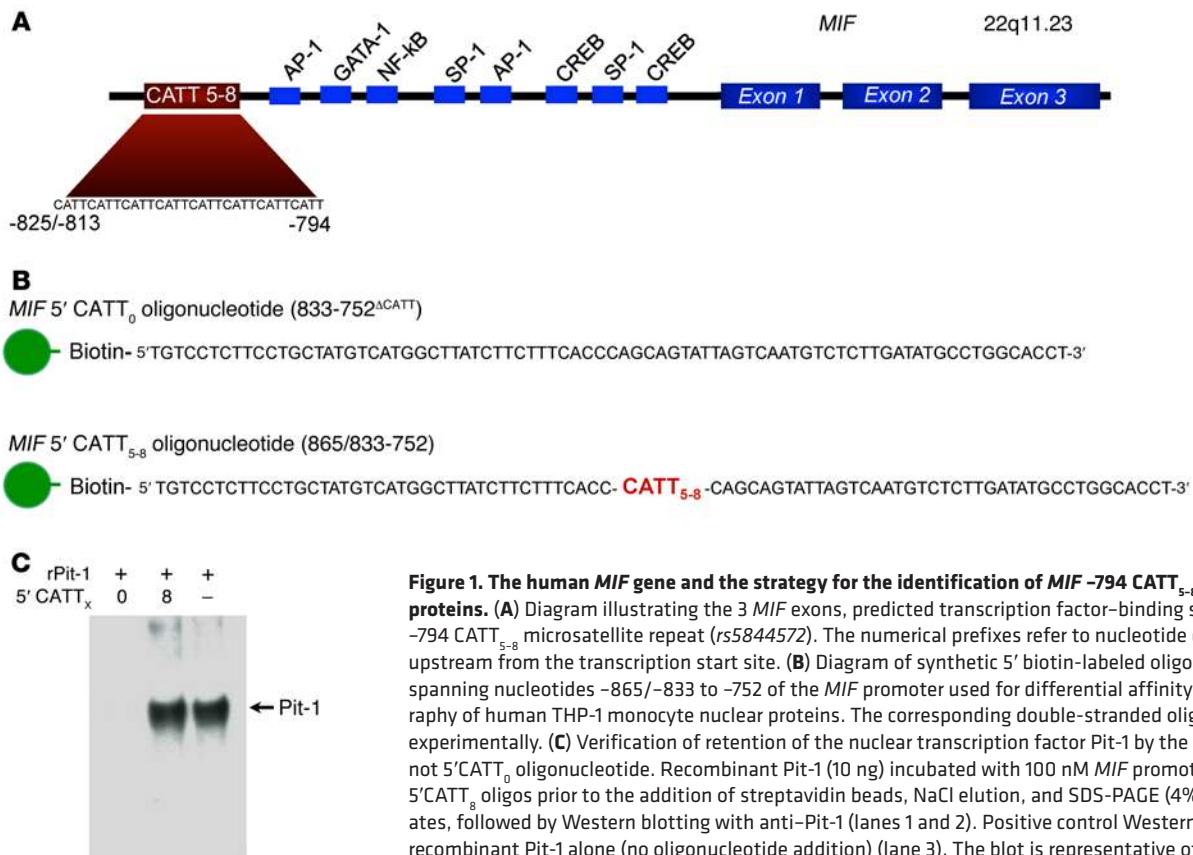 A
MIF 22q11.23
AP-1 GATA-1 NF-kB SP-1 AP-1 CREB SP-1 CREB
CATT 5-8 Exon 1 Exon 2 Exon 3
CATTCATTCATTCATTCATTCATTCATTCATT
-825/-813 -794
B
MIF 5′ CATT₀ oligonucleotide (833-752ΔCATT)
Biotin- 5′TGTCCTCTTCCTGCTATGTCATGGCTTATCTTCTTTCACCCAGCAGTATTAGTCAATGTCTCTTGATATGCCTGGCACCT-3′
MIF 5′ CATT₅₋₈ oligonucleotide (865/833-752)
Biotin- 5′ TGTCCTCTTCCTGCTATGTCATGGCTTATCTTCTTTCACC- CATT₅₋₈ -CAGCAGTATTAGTCAATGTCTCTTGATATGCCTGGCACCT-3′
C
rPit-1 + + +
5′ CATTₓ 0 8 –
←Pit-1
Figure 1. The human MIF gene and the strategy for the identification of MIF –794 CATT₅₋₈
proteins. (A) Diagram illustrating the 3 MIF exons, predicted transcription factor–binding s
–794 CATT₅₋₈ microsatellite repeat (rs5844572). The numerical prefixes refer to nucleotide
upstream from the transcription start site. (B) Diagram of synthetic 5′ biotin-labeled oligo
spanning nucleotides –865/–833 to –752 of the MIF promoter used for differential affinity
raphy of human THP-1 monocyte nuclear proteins. The corresponding double-stranded olig
experimentally. (C) Verification of retention of the nuclear transcription factor Pit-1 by the
not 5′CATT₀ oligonucleotide. Recombinant Pit-1 (10 ng) incubated with 100 nM MIF promot
5′CATT₈ oligos prior to the addition of streptavidin beads, NaCl elution, and SDS-PAGE (4%
ates, followed by Western blotting with anti–Pit-1 (lanes 1 and 2). Positive control Western
recombinant Pit-1 alone (no oligonucleotide addition) (lane 3). The blot is representative of